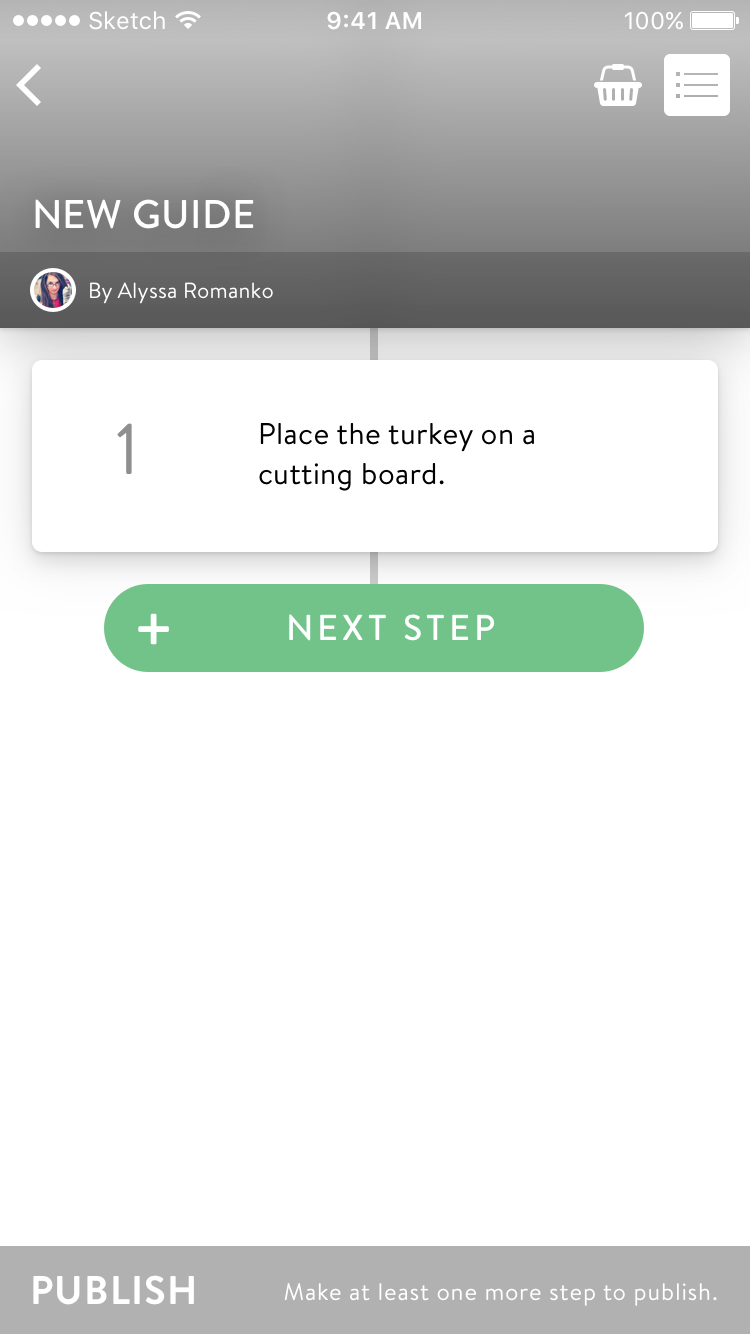 Sketch 9:41 AM 100%
NEW GUIDE
By Alyssa Romanko
1
Place the turkey on a
cutting board.
+ NEXT STEP
PUBLISH Make at least one more step to publish.